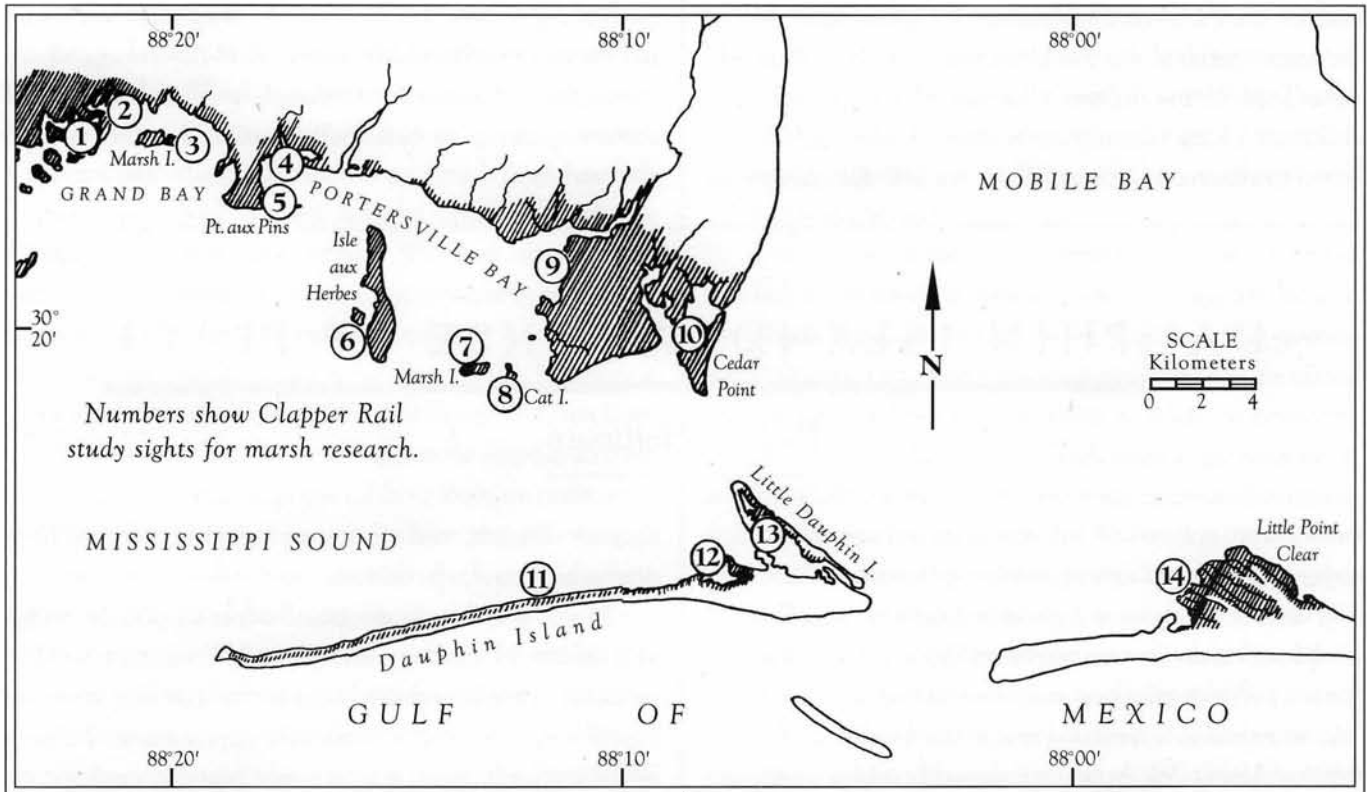 88°20'
88°10'
88°00'
1
2
Marsh I.
3
GRAND BAY
4
5
Pt. aux Pins
PORTERSVILLE BAY
MOBILE BAY
Isle
aux
Herbes
9
30°
20'
6
7
Marsh I.
8
Cat I.
10
Cedar
Point
N
SCALE
Kilometers
0 2 4
Numbers show Clapper Rail
study sights for marsh research.
MISSISSIPPI SOUND
Little Dauphin I.
13
12
11
Dauphin Island
Little Point
Clear
14
GULF OF MEXICO
88°20'
88°10'
88°00'